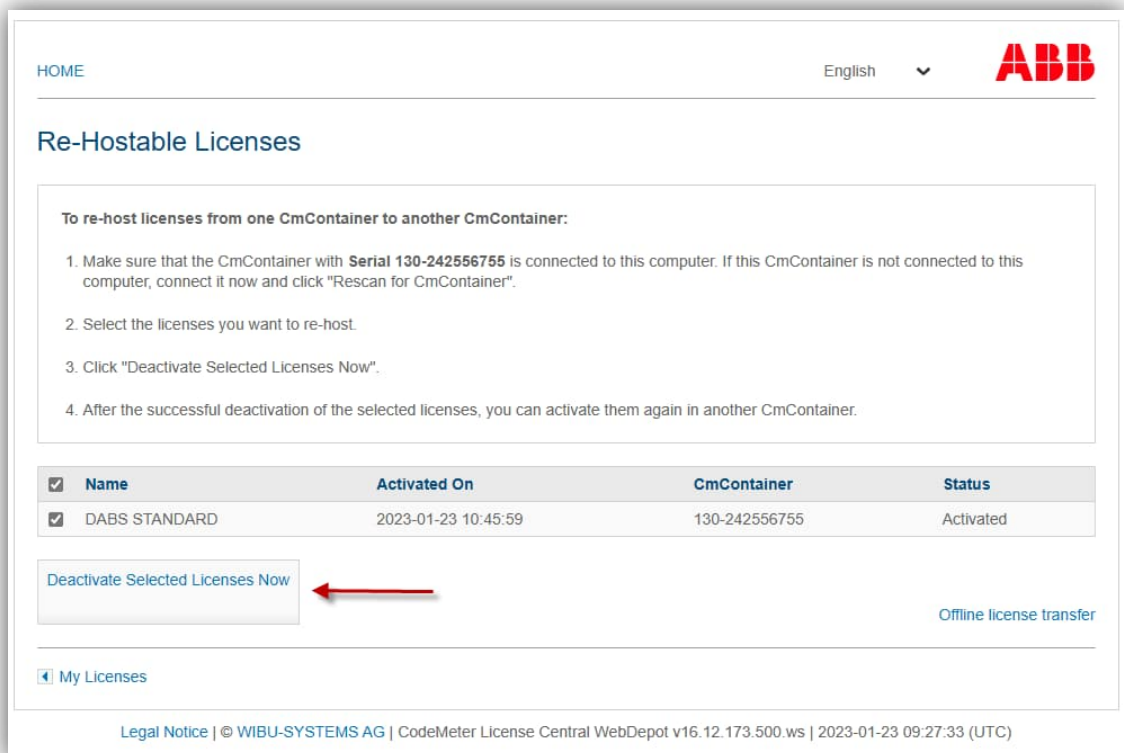 HOME
English
ABB
Re-Hostable Licenses
To re-host licenses from one CmContainer to another CmContainer:
1. Make sure that the CmContainer with Serial 130-242556755 is connected to this computer. If this CmContainer is not connected to this
computer, connect it now and click "Rescan for CmContainer".
2. Select the licenses you want to re-host.
3. Click "Deactivate Selected Licenses Now".
4. After the successful deactivation of the selected licenses, you can activate them again in another CmContainer.
Name Activated On CmContainer Status
DABS STANDARD 2023-01-23 10:45:59 130-242556755 Activated
Deactivate Selected Licenses Now
Offline license transfer
My Licenses
Legal Notice | © WIBU-SYSTEMS AG | CodeMeter License Central WebDepot v16.12.173.500.ws | 2023-01-23 09:27:33 (UTC)